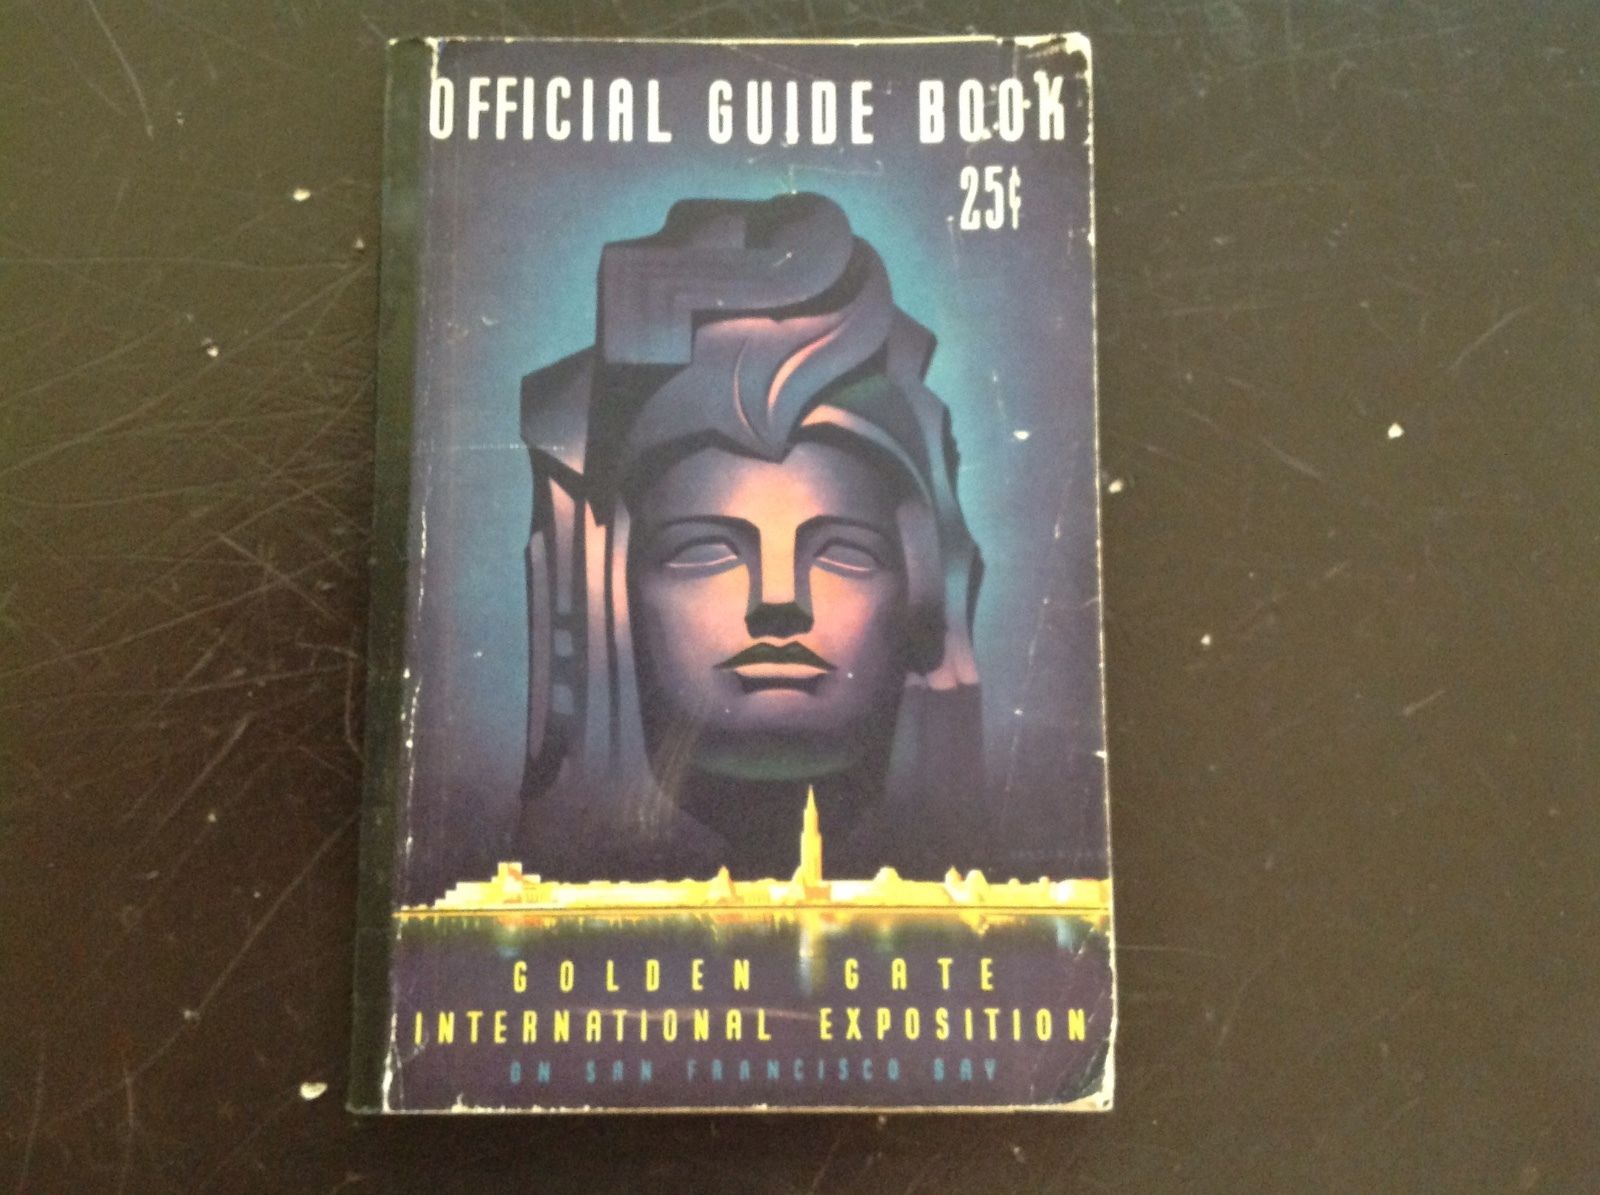 OFFICIAL GUIDE BOOK
25¢
GOLDEN GATE
INTERNATIONAL EXPOSITION
ON SAN FRANCISCO BAY